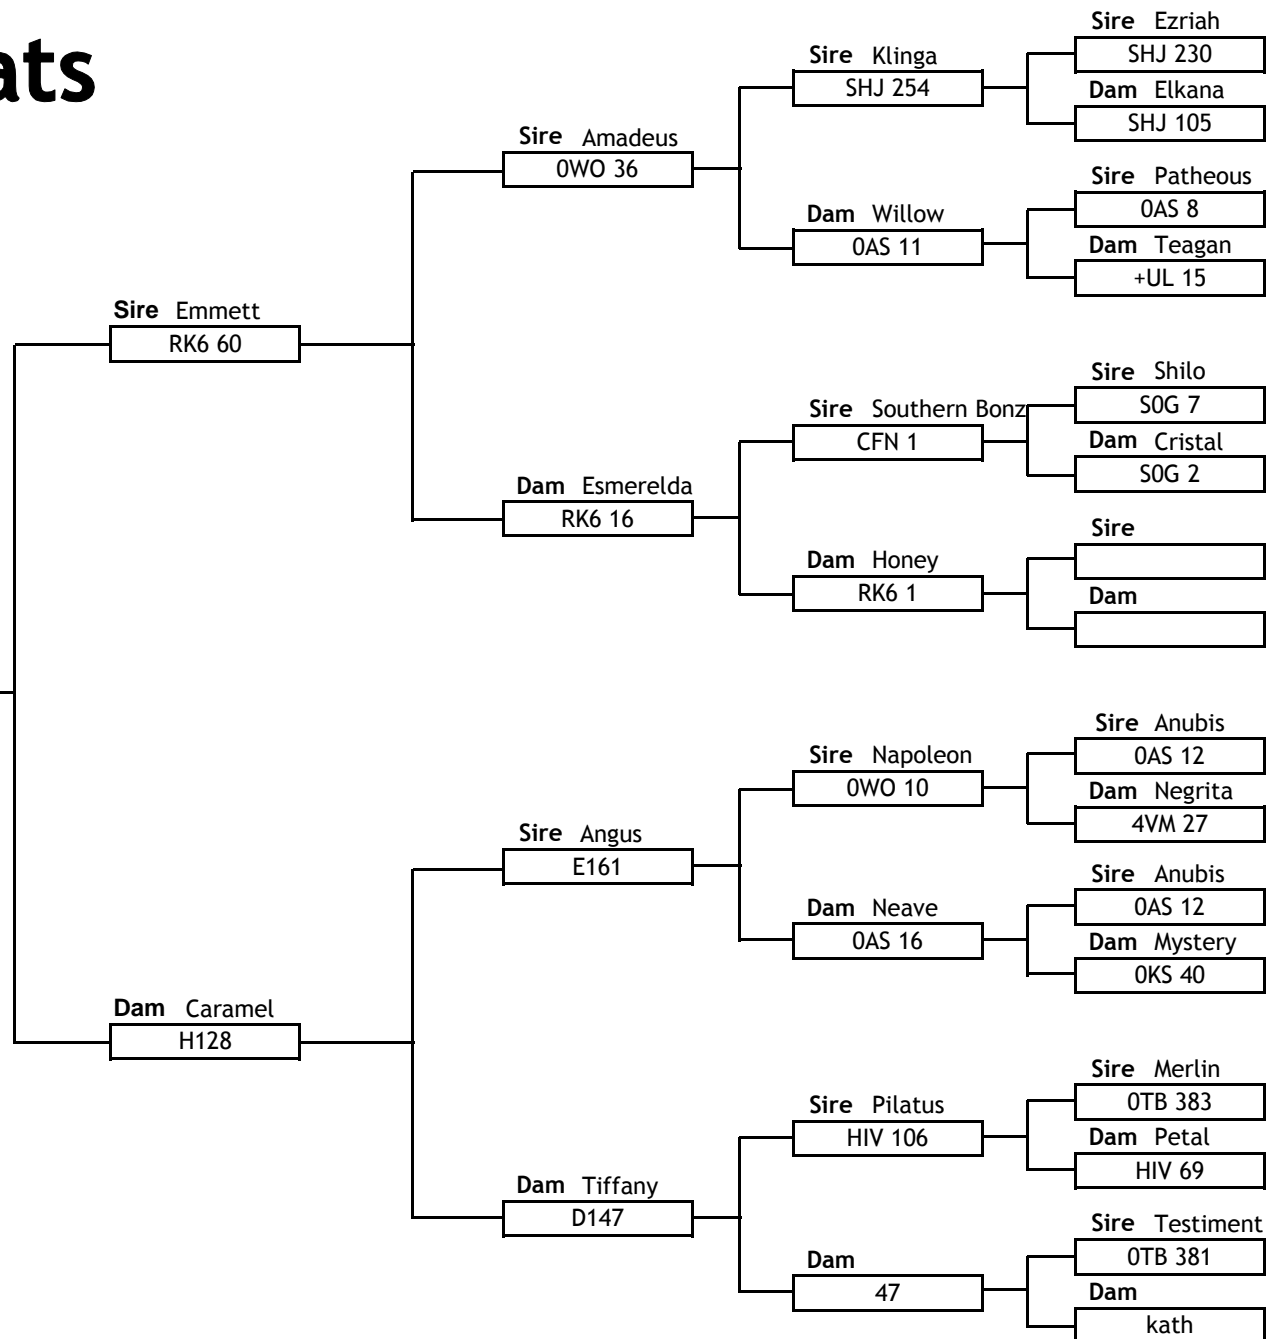 ats
Sire Ezriah
SHJ 230
Sire Klinga
SHJ 254
Dam Elkana
SHJ 105
Sire Amadeus
0WO 36
Sire Patheous
0AS 8
Dam Willow
0AS 11
Dam Teagan
+UL 15
Sire Emmett
RK6 60
Sire Shilo
S0G 7
Sire Southern Bonz
CFN 1
Dam Cristal
S0G 2
Dam Esmerelda
RK6 16
Sire
Dam Honey
RK6 1
Dam
Sire Anubis
0AS 12
Sire Napoleon
0WO 10
Dam Negrita
4VM 27
Sire Angus
E161
Sire Anubis
0AS 12
Dam Neave
0AS 16
Dam Mystery
0KS 40
Dam Caramel
H128
Sire Merlin
0TB 383
Sire Pilatus
HIV 106
Dam Petal
HIV 69
Dam Tiffany
D147
Sire Testiment
0TB 381
Dam
47
Dam
kath